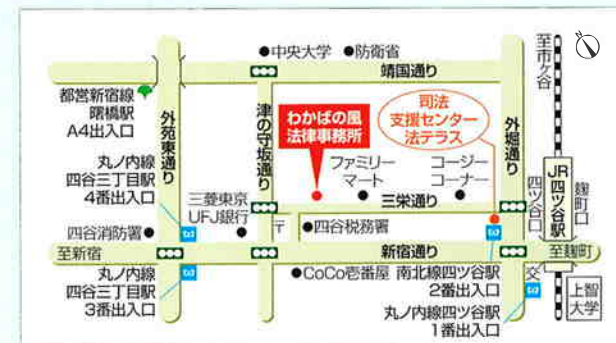 ●中央大学 ●防衛省
靖国通り
至市ケ谷
都営新宿線
曙橋駅
A4出入口
外苑東通り
津の守坂通り
わかばの風
法律事務所
司法
支援センター
法テラス
外堀通り
丸ノ内線
四谷三丁目駅
4番出入口
ファミリー
マート
コージー
コーナー
三菱東京
UFJ銀行
三栄通り
四ツ谷口
JR四ツ谷駅
麹町口
四谷消防署●
〒
●四谷税務署
至新宿
新宿通り
至麹町
丸ノ内線
四谷三丁目駅
3番出入口
●CoCo壱番屋
南北線四ツ谷駅
2番出入口
交
上智
大学
丸ノ内線四ツ谷駅
1番出入口